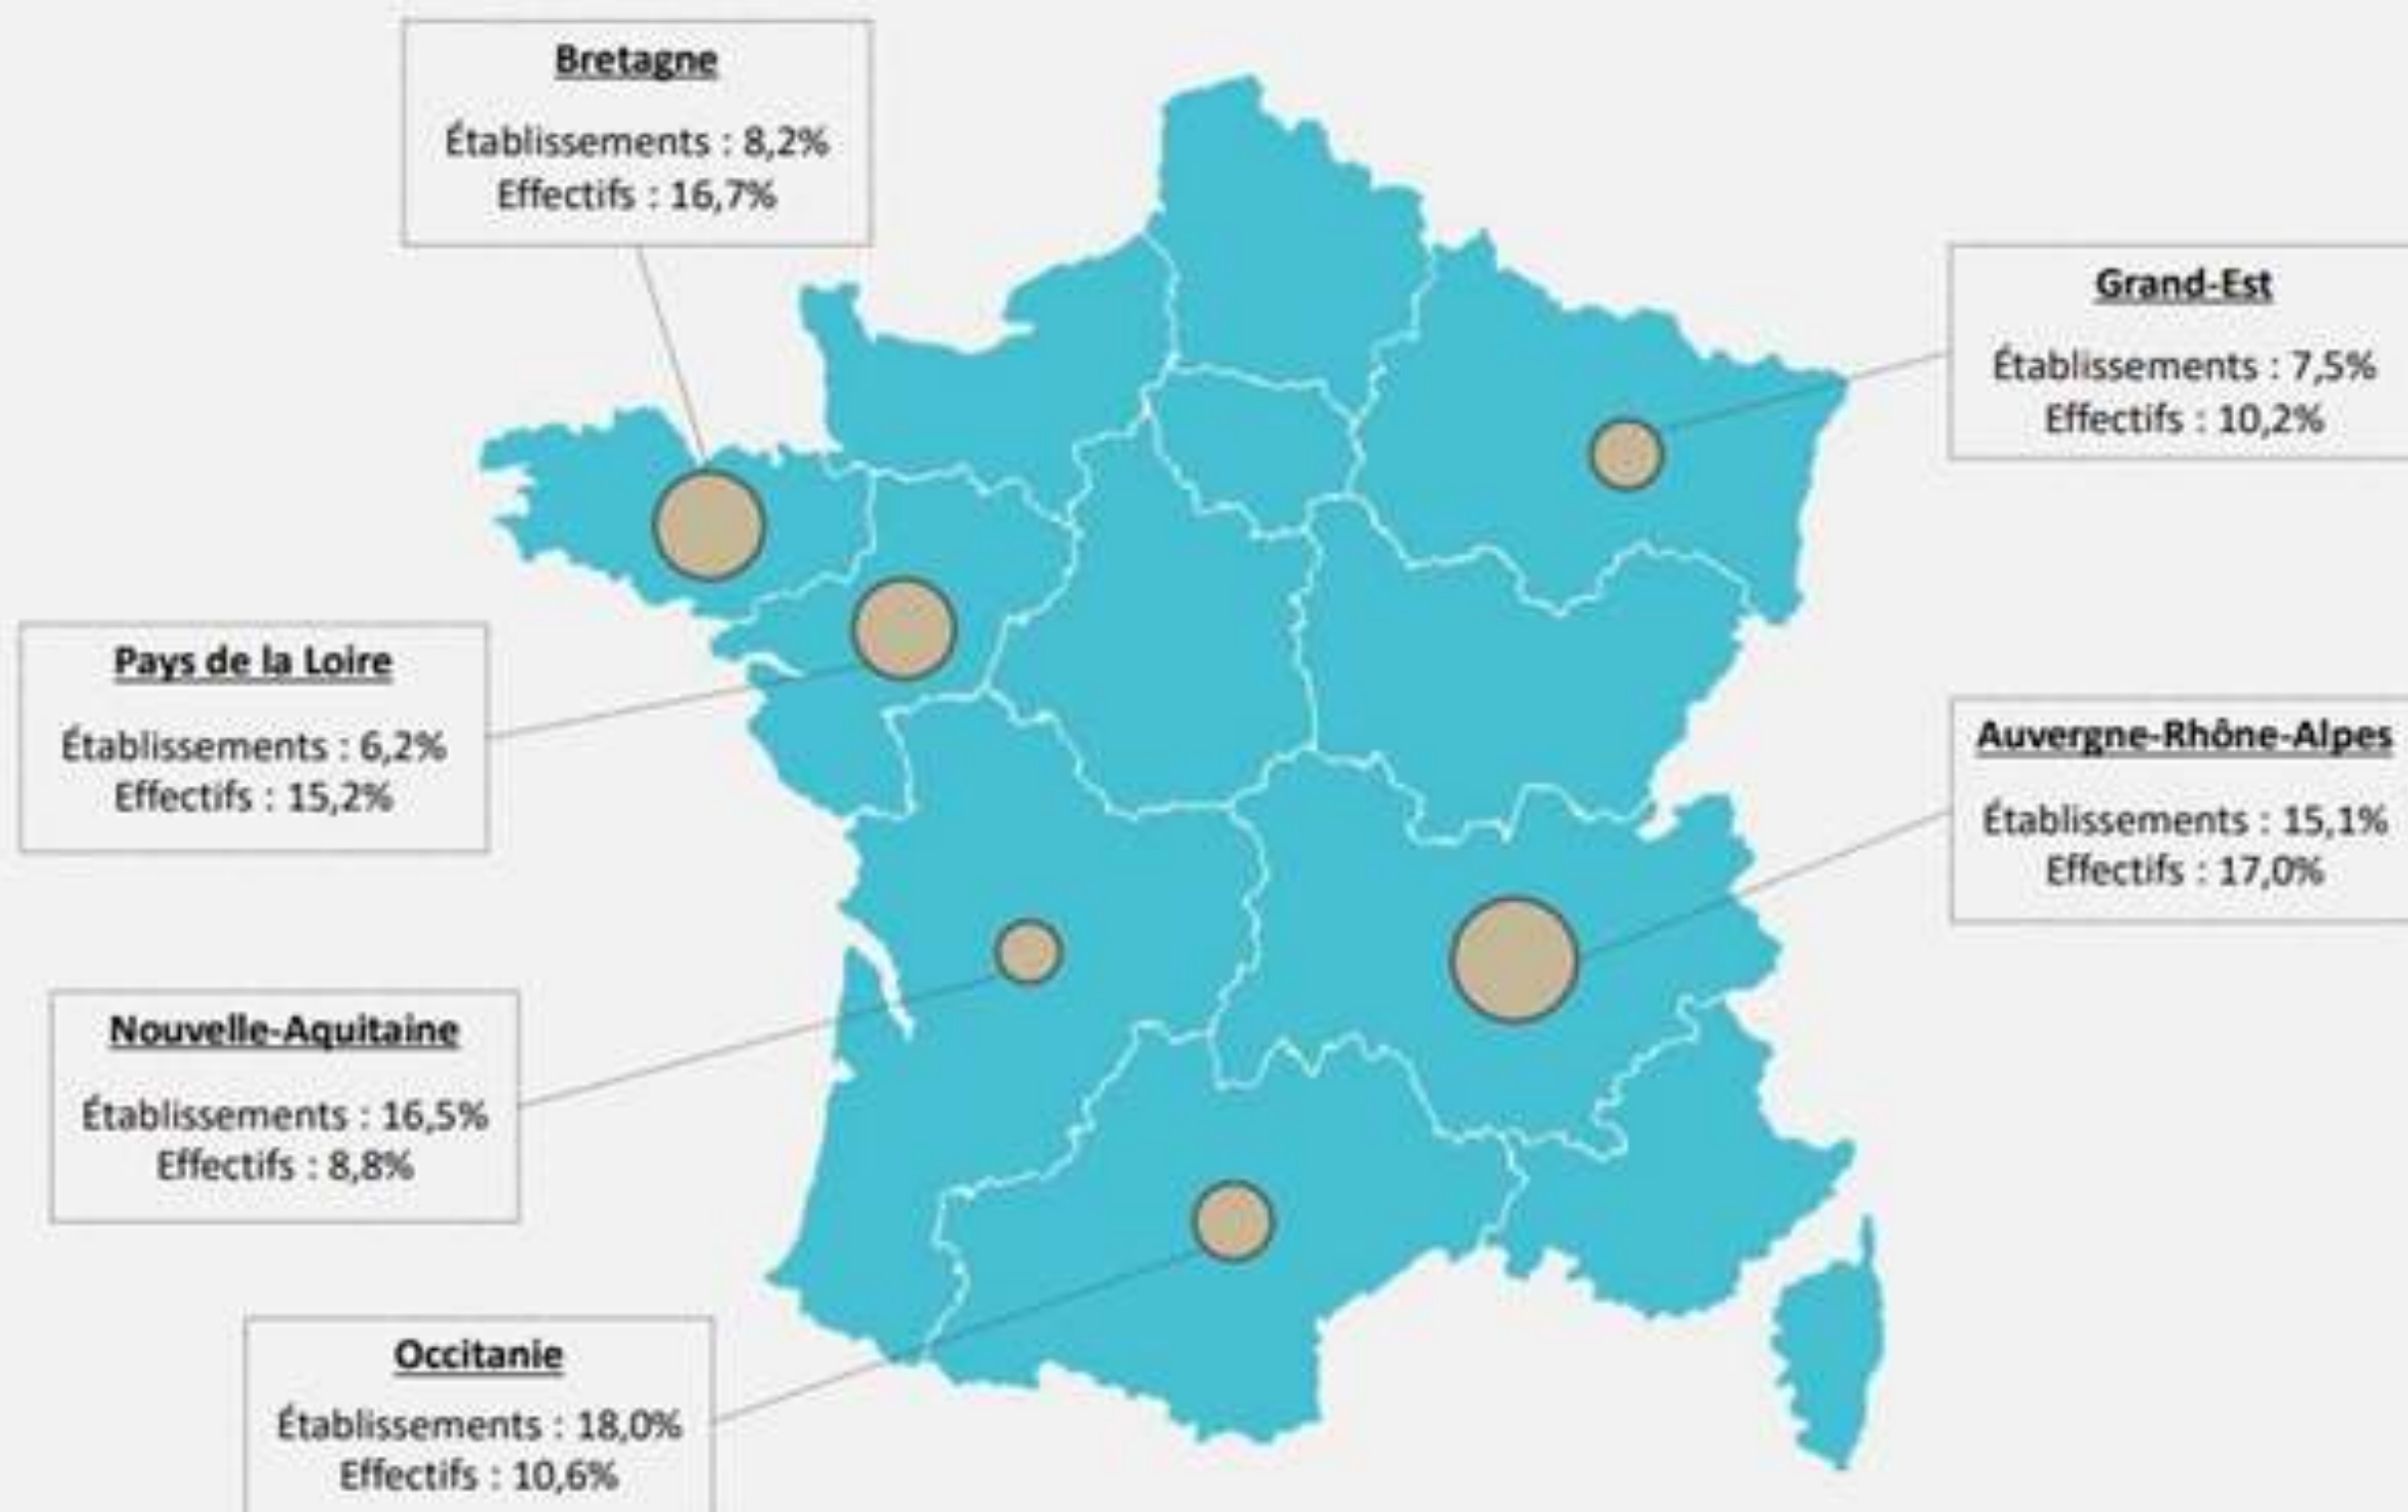 Bretagne
Établissements : 8,2%
Effectifs : 16,7%
Grand-Est
Établissements : 7,5%
Effectifs : 10,2%
Pays de la Loire
Établissements : 6,2%
Effectifs : 15,2%
Auvergne-Rhône-Alpes
Établissements : 15,1%
Effectifs : 17,0%
Nouvelle-Aquitaine
Établissements : 16,5%
Effectifs : 8,8%
Occitanie
Établissements : 18,0%
Effectifs : 10,6%